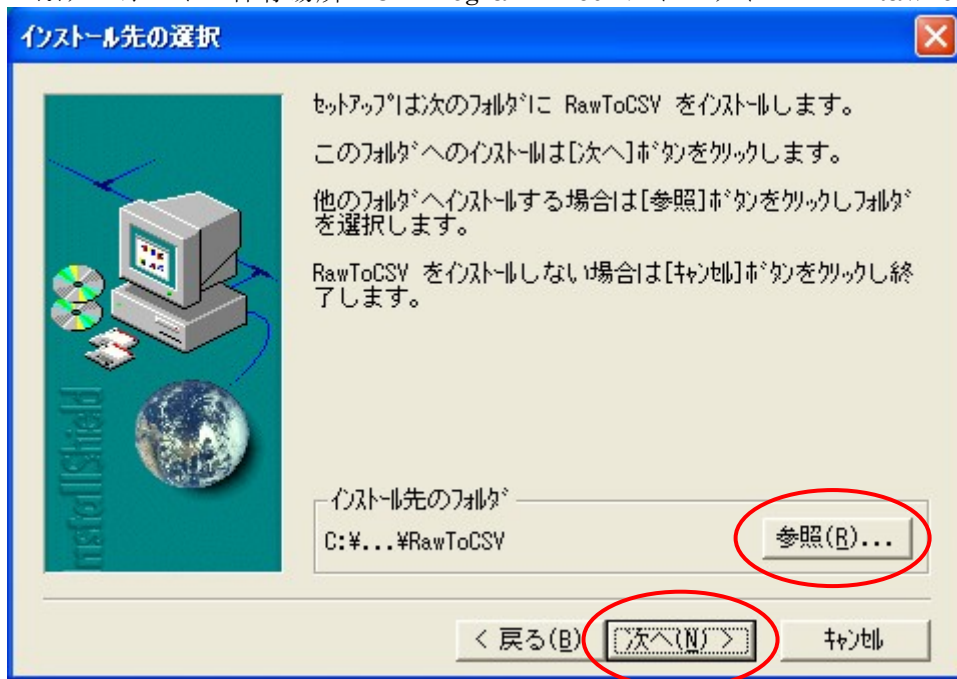 インストール先の選択
ｾｯﾄｱｯﾌﾟは次のﾌｫﾙﾀﾞに RawToCSV をｲﾝｽﾄｰﾙします。
このﾌｫﾙﾀﾞへのｲﾝｽﾄｰﾙは[次へ]ﾎﾞﾀﾝをｸﾘｯｸします。
他のﾌｫﾙﾀﾞへｲﾝｽﾄｰﾙする場合は[参照]ﾎﾞﾀﾝをｸﾘｯｸしﾌｫﾙﾀﾞ
を選択します。
RawToCSV をｲﾝｽﾄｰﾙしない場合は[ｷｬﾝｾﾙ]ﾎﾞﾀﾝをｸﾘｯｸし終
了します。
InstallShield
ｲﾝｽﾄｰﾙ先のﾌｫﾙﾀﾞ
C:¥...¥RawToCSV
参照(R)...
< 戻る(B)
次へ(N) >
ｷｬﾝｾﾙ